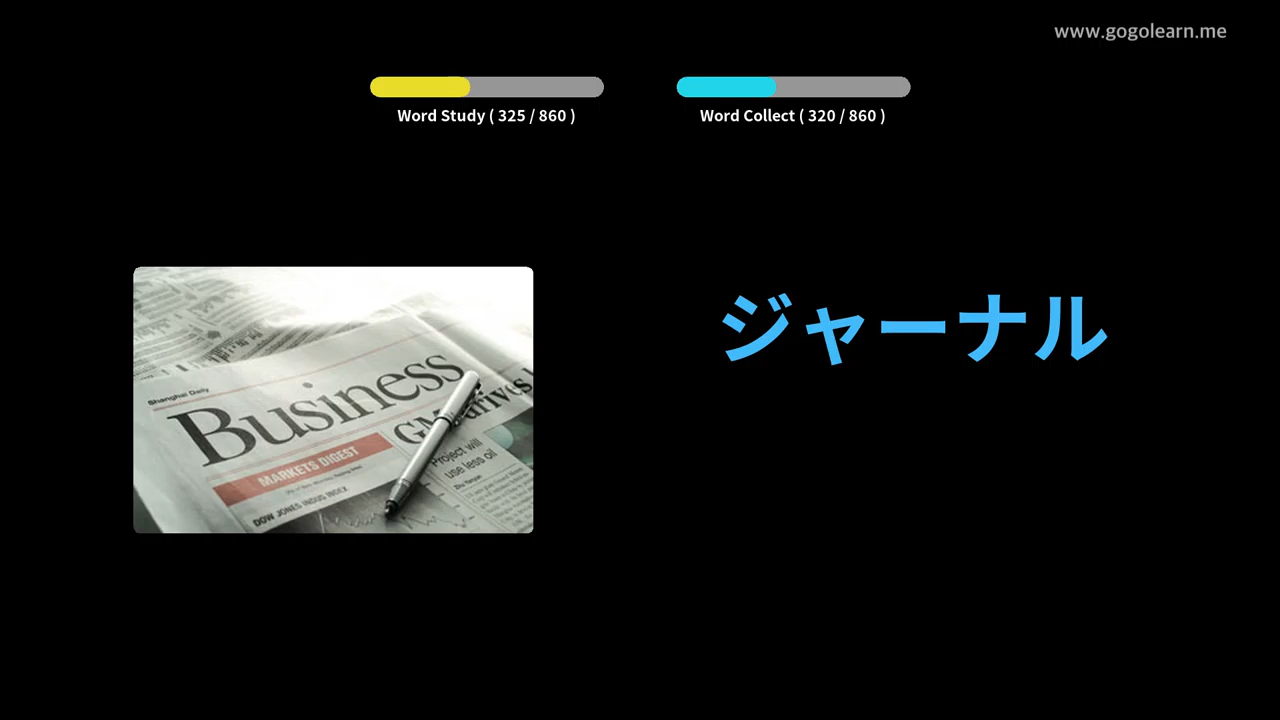 www.gogolearn.me
Word Study ( 325 / 860 )
Word Collect ( 320 / 860 )
ジャーナル
Shanghai Daily
Business
MARKETS DIGEST
DOW JONES INDUS INDEX
Project will
use less oil